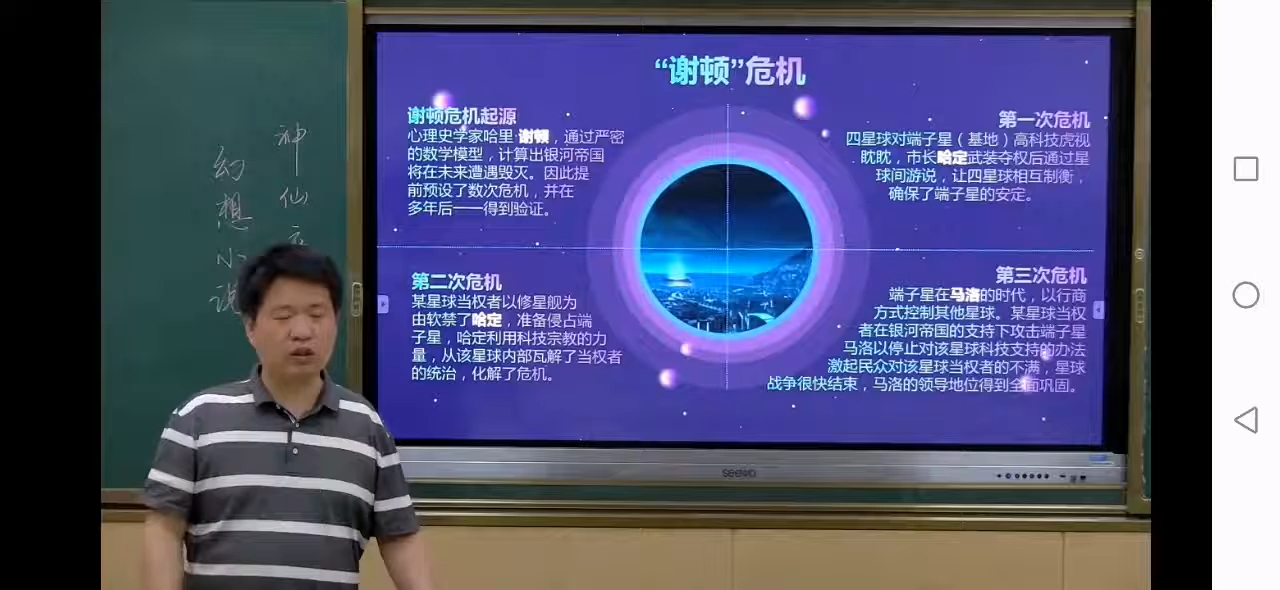 神仙
幻想小说
“谢顿”危机
谢顿危机起源
心理史学家哈里·谢顿，通过严密
的数学模型，计算出银河帝国
将在未来遭遇毁灭。因此提
前预设了数次危机，并在
多年后一一得到验证。
第一次危机
四星球对端子星（基地）高科技虎视
眈眈，市长哈定武装夺权后通过星
球间游说，让四星球相互制衡，
确保了端子星的安定。
第二次危机
某星球当权者以修星舰为
由软禁了哈定，准备侵占端
子星，哈定利用科技宗教的力
量，从该星球内部瓦解了当权者
的统治，化解了危机。
第三次危机
端子星在马洛的时代，以行商
方式控制其他星球。某星球当权
者在银河帝国的支持下攻击端子星
马洛以停止对该星球科技支持的办法
激起民众对该星球当权者的不满，星球
战争很快结束，马洛的领导地位得到全面巩固。
seewo